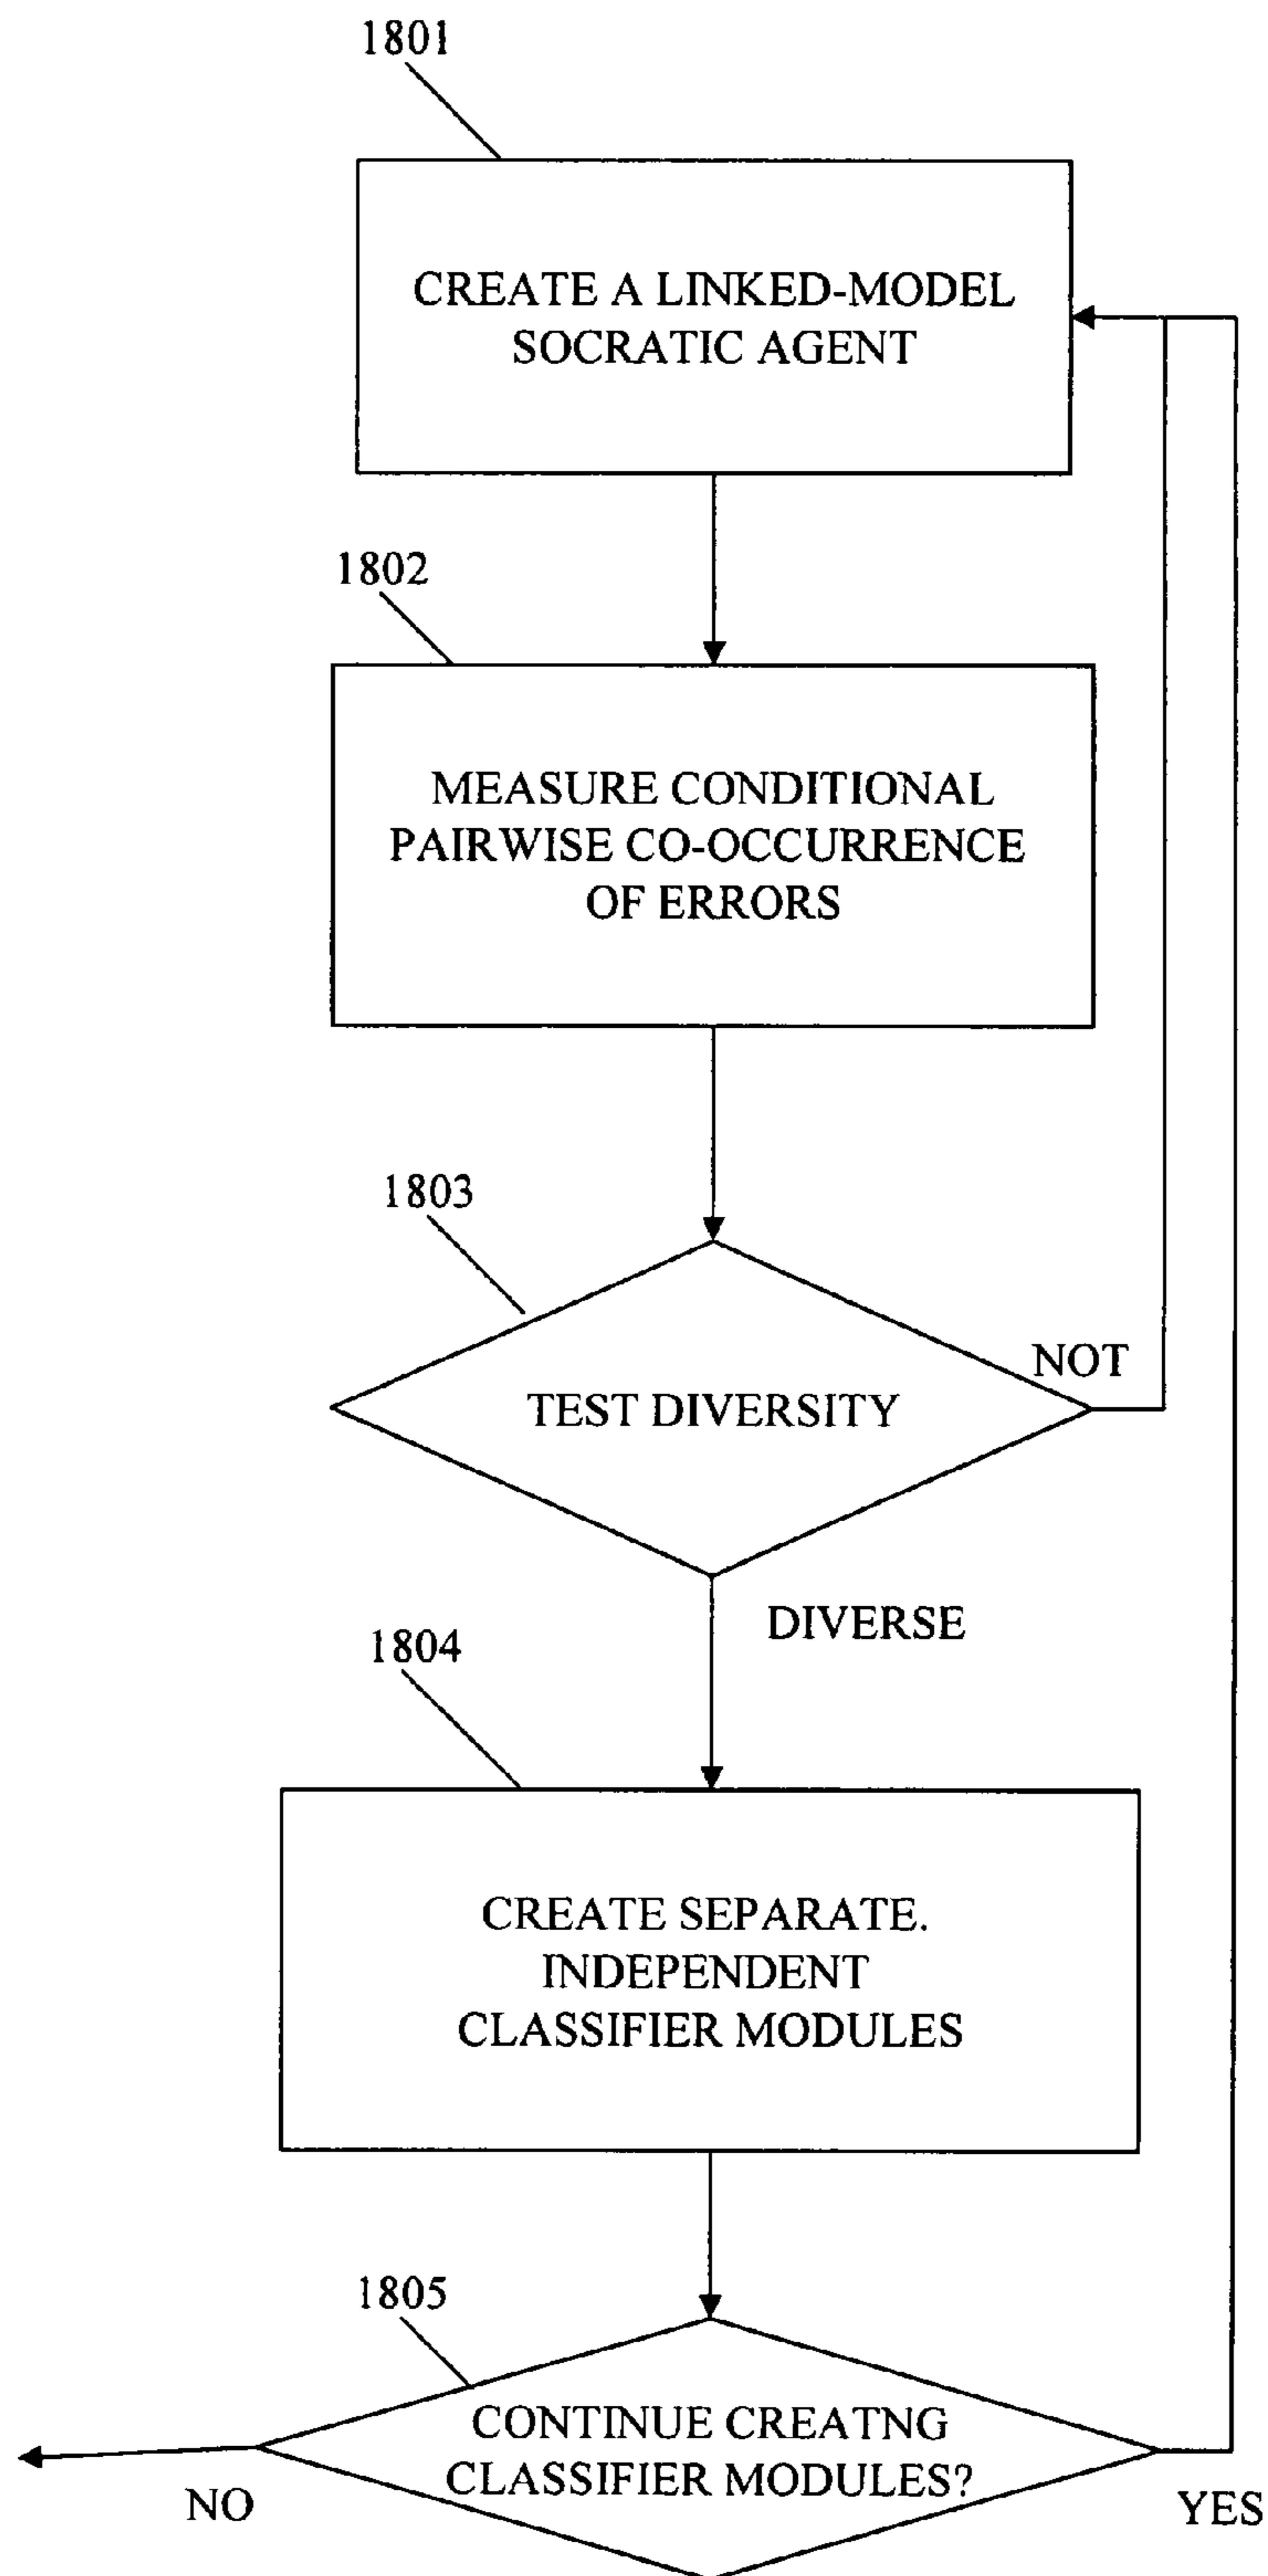 1801
CREATE A LINKED-MODEL
SOCRATIC AGENT
1802
MEASURE CONDITIONAL
PAIRWISE CO-OCCURRENCE
OF ERRORS
1803
NOT
TEST DIVERSITY
DIVERSE
1804
CREATE SEPARATE.
INDEPENDENT
CLASSIFIER MODULES
1805
CONTINUE CREATNG
CLASSIFIER MODULES?
NO
YES